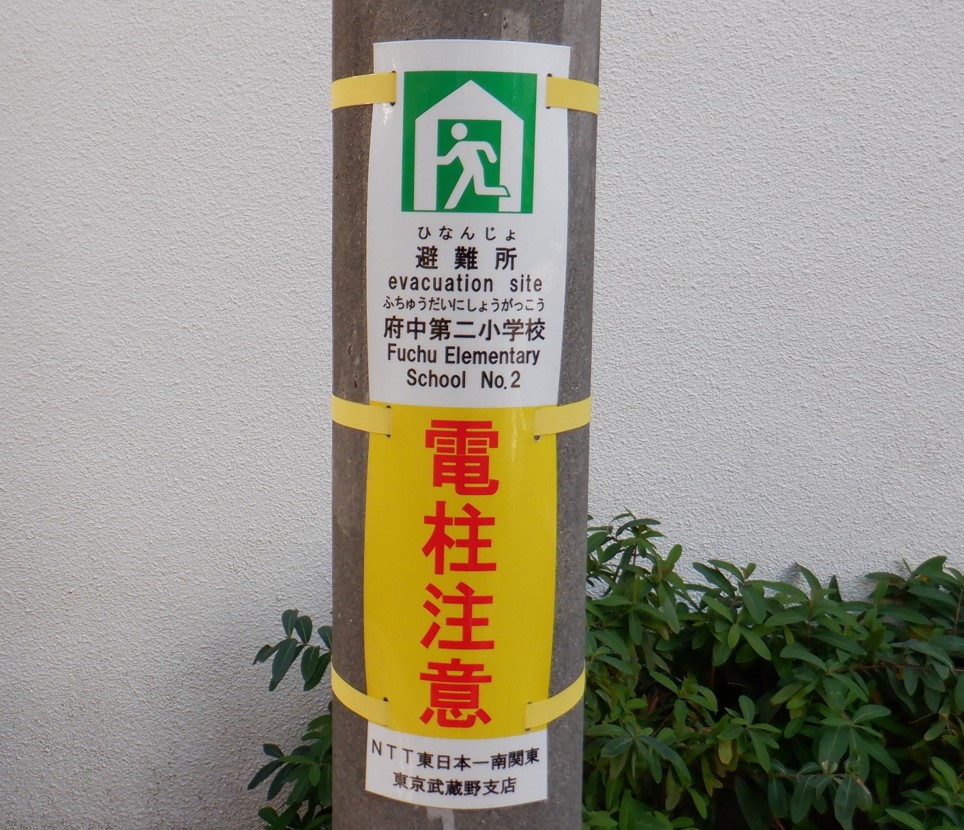 ひなんじょ
避難所
evacuation site
ふちゅうだいにしょうがっこう
府中第二小学校
Fuchu Elementary
School No.2
電柱注意
NTT東日本－南関東
東京武蔵野支店